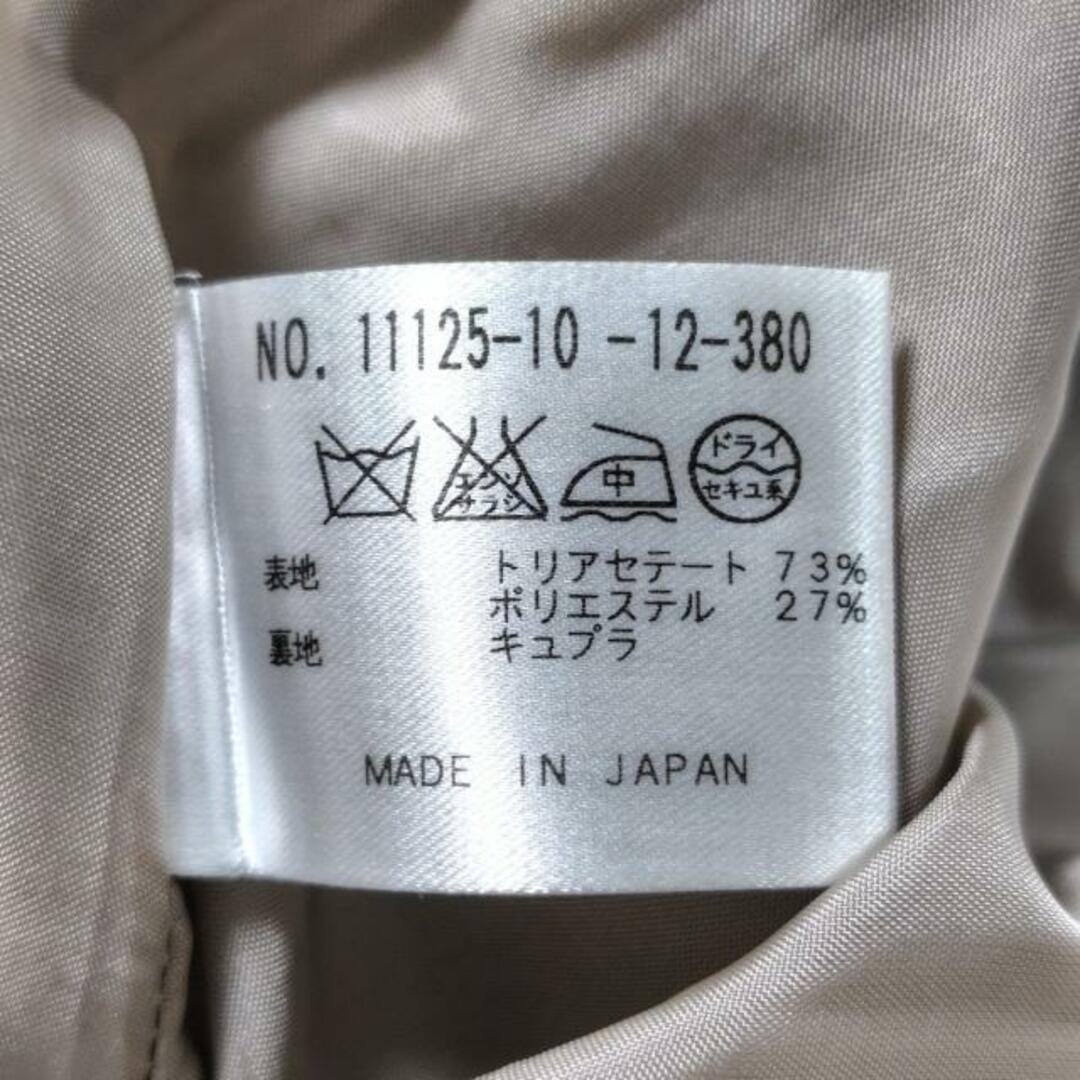 NO. 11125-10 -12-380
エンソサラシ 中 ドライセキユ系
表地 トリアセテート 73%
ポリエステル 27%
裏地 キュプラ
MADE IN JAPAN